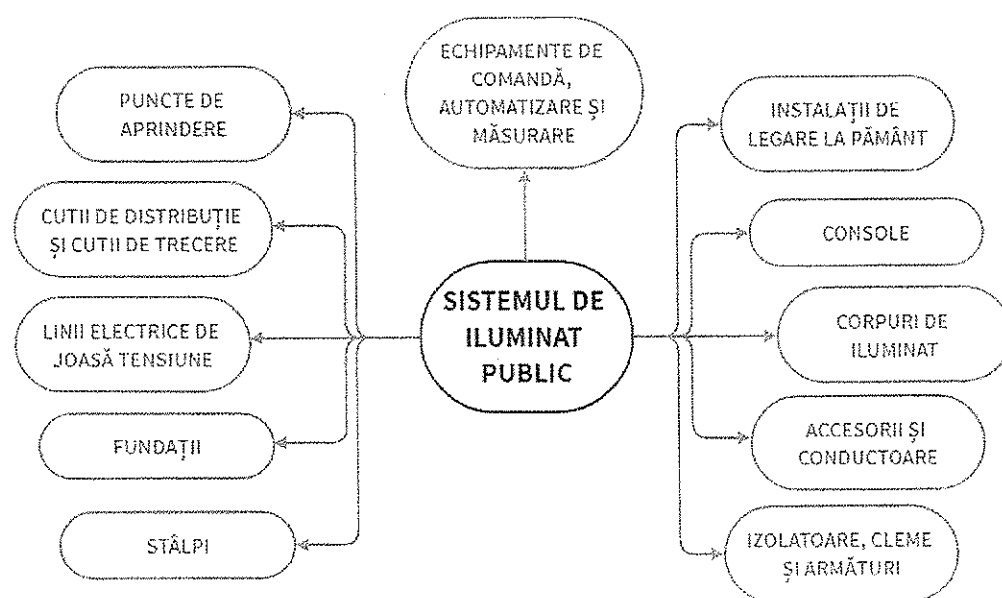 ECHIPAMENTE DE
COMANDĂ,
AUTOMATIZARE ȘI
MĂSURARE
PUNCTE DE
APRINDERE
CUTII DE DISTRIBUȚIE
ȘI CUTII DE TRECERE
LINII ELECTRICE DE
JOASĂ TENSIUNE
FUNDAȚII
STÂLPI
SISTEMUL DE
ILUMINAT
PUBLIC
INSTALAȚII DE
LEGARE LA PĂMÂNT
CONSOLE
CORPURI DE
ILUMINAT
ACCESORII ȘI
CONDUCTOARE
IZOLATOARE, CLEME
ȘI ARMĂTURI